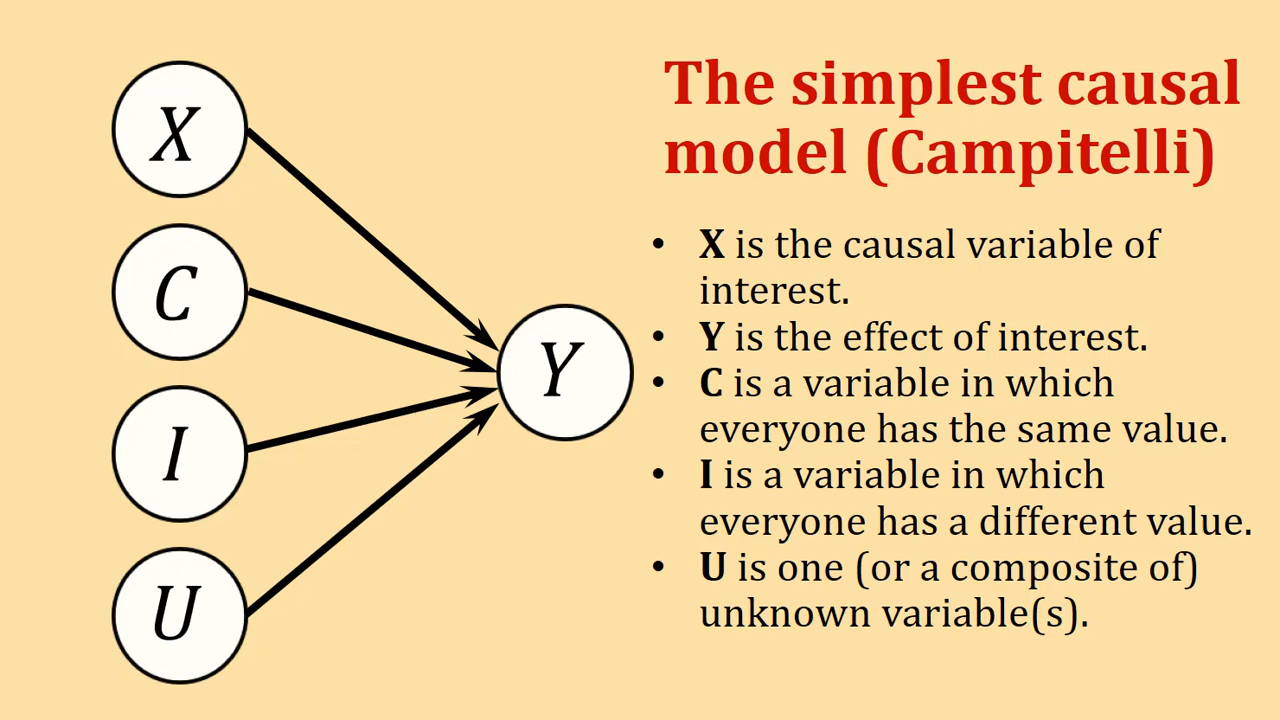 X
C
I
U
Y
The simplest causal
model (Campitelli)
• X is the causal variable of
interest.
• Y is the effect of interest.
• C is a variable in which
everyone has the same value.
• I is a variable in which
everyone has a different value.
• U is one (or a composite of)
unknown variable(s).